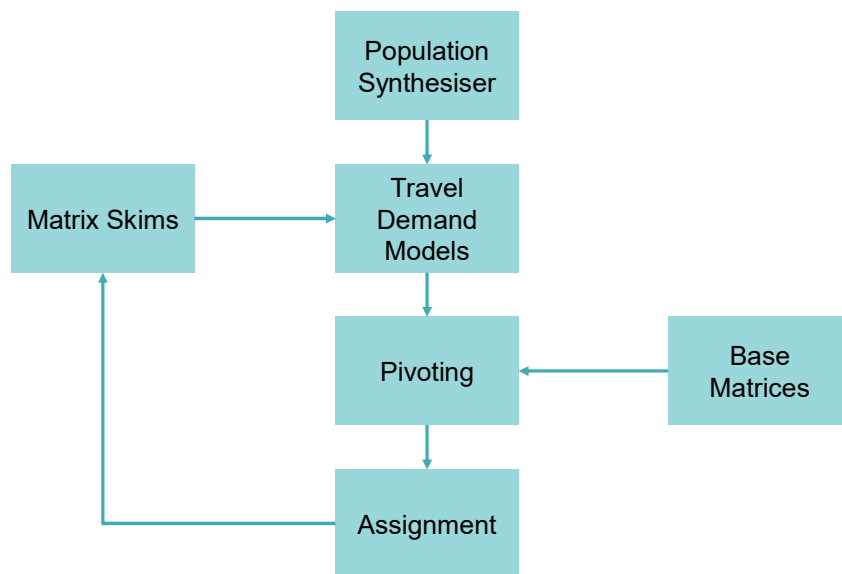 Population
Synthesiser
Matrix Skims
Travel
Demand
Models
Pivoting
Base
Matrices
Assignment